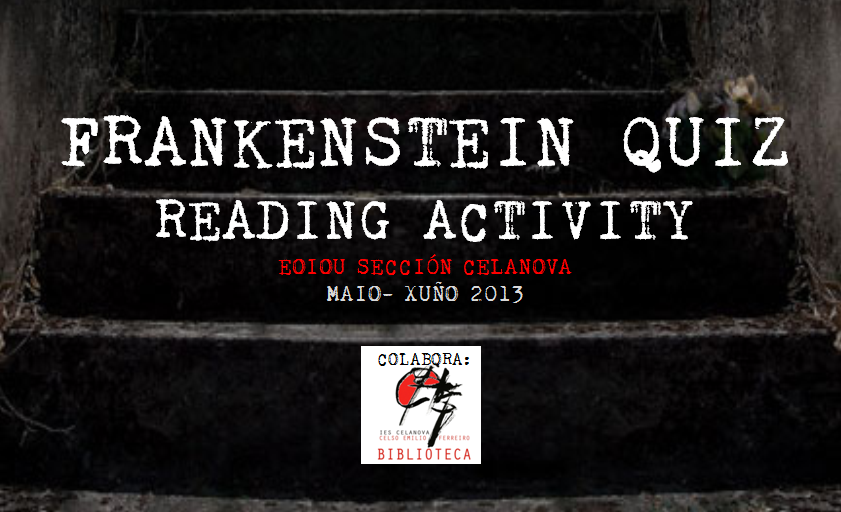 FRANKENSTEIN QUIZ
READING ACTIVITY
EOIOU SECCIÓN CELANOVA
MAIO- XUÑO 2013
COLABORA:
IES CELANOVA
CELSO EMILIO FERREIRO
BIBLIOTECA